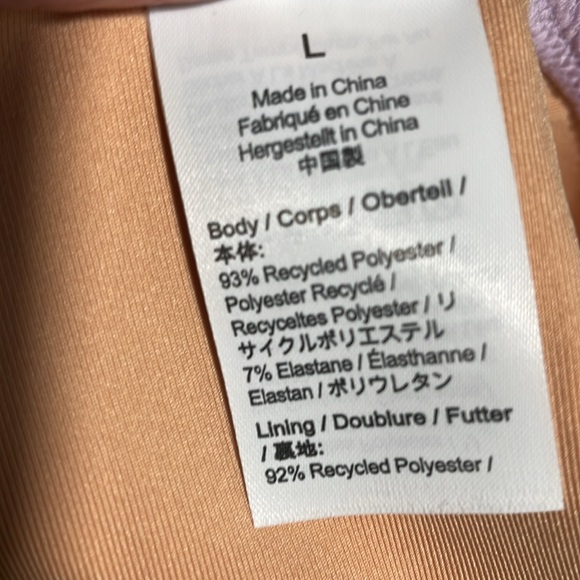 L
Made in China
Fabriqué en Chine
Hergestellt in China
中国製
Body / Corps / Oberteil /
本体:
93% Recycled Polyester /
Polyester Recyclé /
Recyceltes Polyester / リ
サイクルポリエステル
7% Elastane / Élasthanne /
Elastan / ポリウレタン
Lining / Doublure / Futter
/ 裏地:
92% Recycled Polyester /